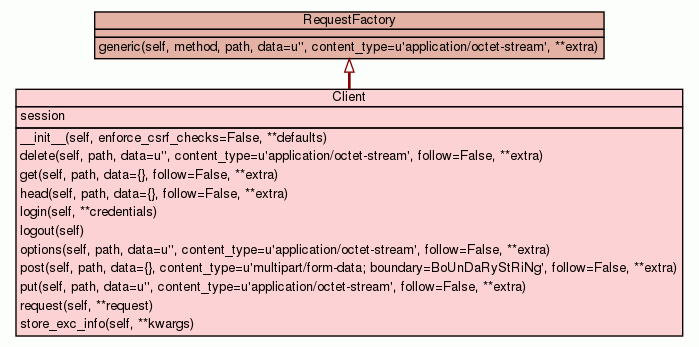 RequestFactory
generic(self, method, path, data=u'', content_type=u'application/octet-stream', **extra)
Client
session
__init__(self, enforce_csrf_checks=False, **defaults)
delete(self, path, data=u'', content_type=u'application/octet-stream', follow=False, **extra)
get(self, path, data={}, follow=False, **extra)
head(self, path, data={}, follow=False, **extra)
login(self, **credentials)
logout(self)
options(self, path, data=u'', content_type=u'application/octet-stream', follow=False, **extra)
post(self, path, data={}, content_type=u'multipart/form-data; boundary=BoUnDaRyStRiNg', follow=False, **extra)
put(self, path, data=u'', content_type=u'application/octet-stream', follow=False, **extra)
request(self, **request)
store_exc_info(self, **kwargs)